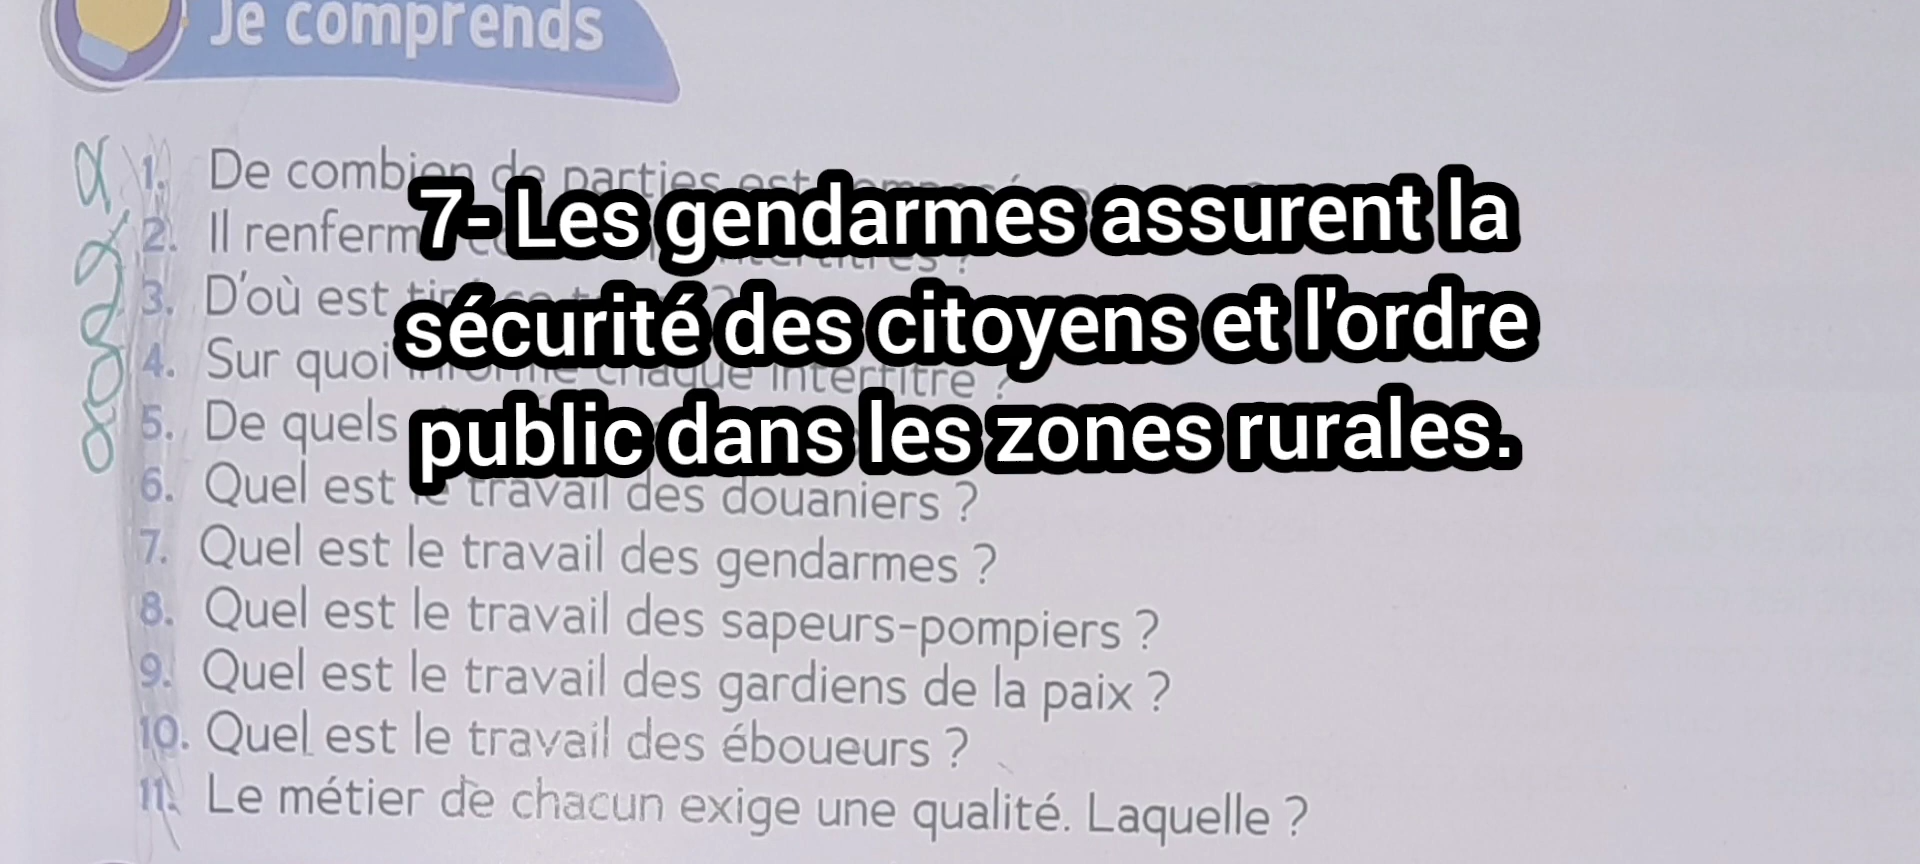 Je comprends
1. De combien de parties est
7- Les gendarmes assurent la
2. Il renferm
3. D'où est
sécurité des citoyens et l'ordre
4. Sur quoi informe chaque intertitre ?
5. De quels
public dans les zones rurales.
6. Quel est le travail des douaniers ?
7. Quel est le travail des gendarmes ?
8. Quel est le travail des sapeurs-pompiers ?
9. Quel est le travail des gardiens de la paix ?
10. Quel est le travail des éboueurs ?
11. Le métier de chacun exige une qualité. Laquelle ?